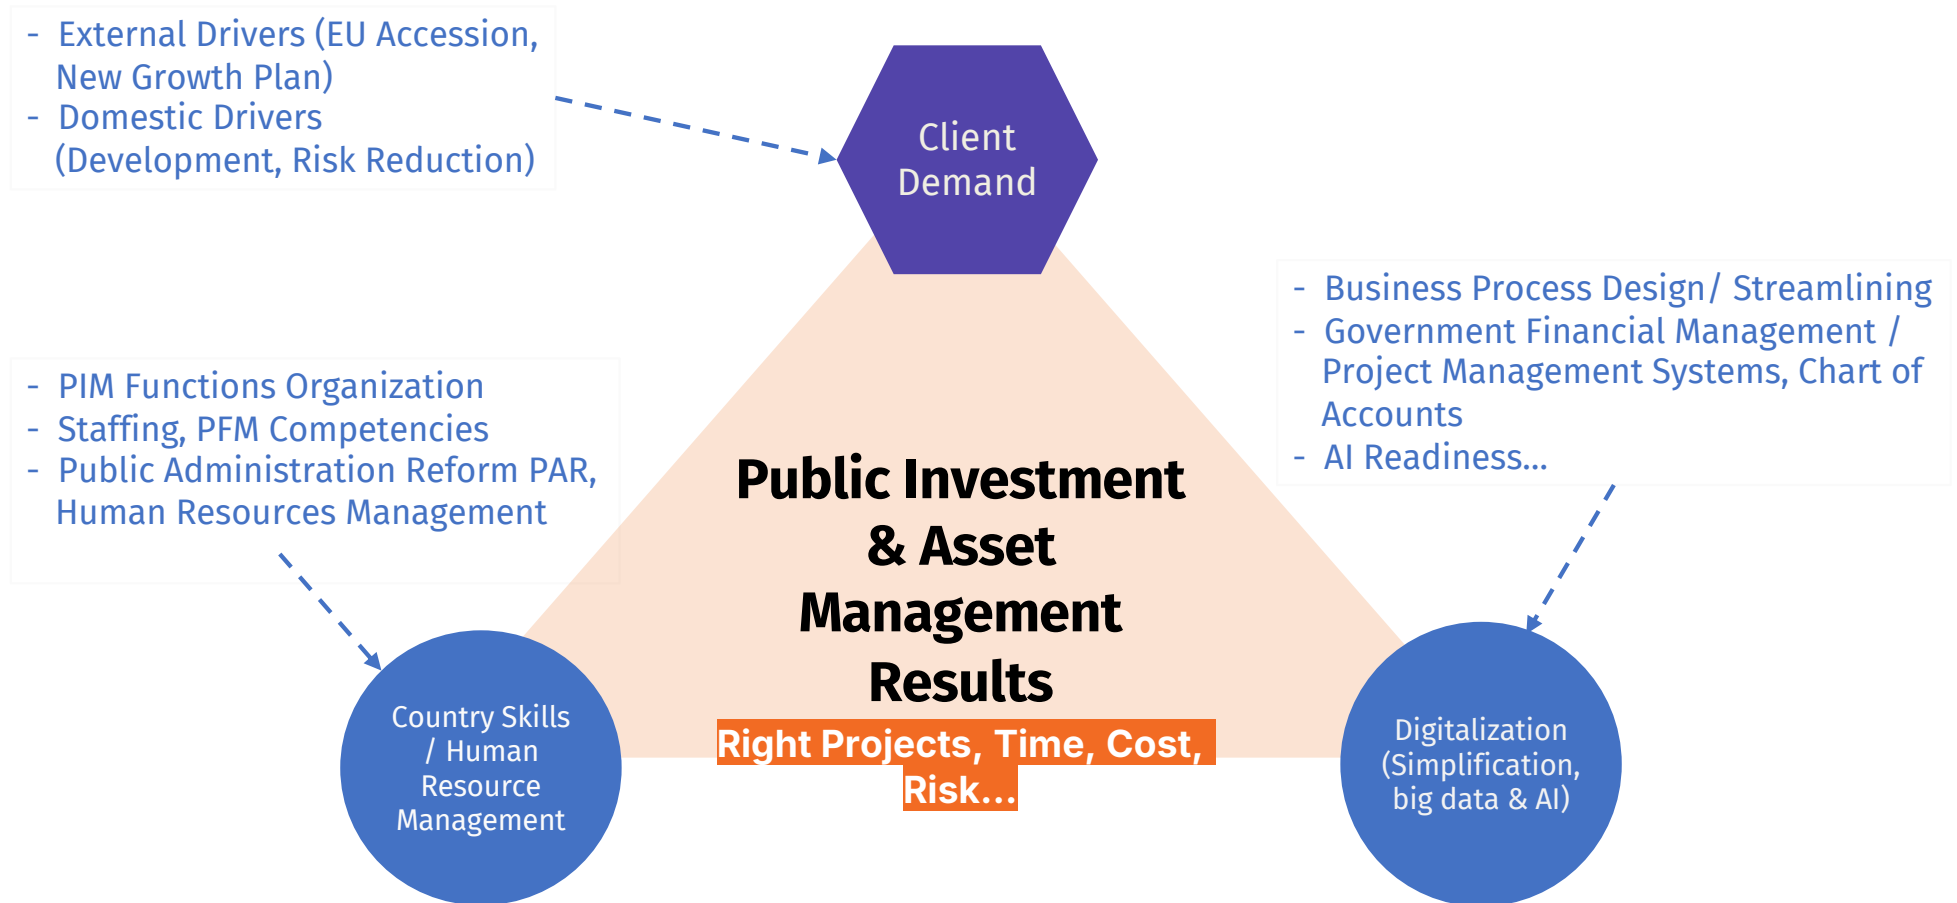 - External Drivers (EU Accession,
New Growth Plan)
- Domestic Drivers
(Development, Risk Reduction)
Client
Demand
- Business Process Design/ Streamlining
- Government Financial Management /
Project Management Systems, Chart of
Accounts
- AI Readiness...
- PIM Functions Organization
- Staffing, PFM Competencies
- Public Administration Reform PAR,
Human Resources Management
Public Investment
& Asset
Management
Results
Right Projects, Time, Cost,
Risk...
Country Skills
/ Human
Resource
Management
Digitalization
(Simplification,
big data & AI)